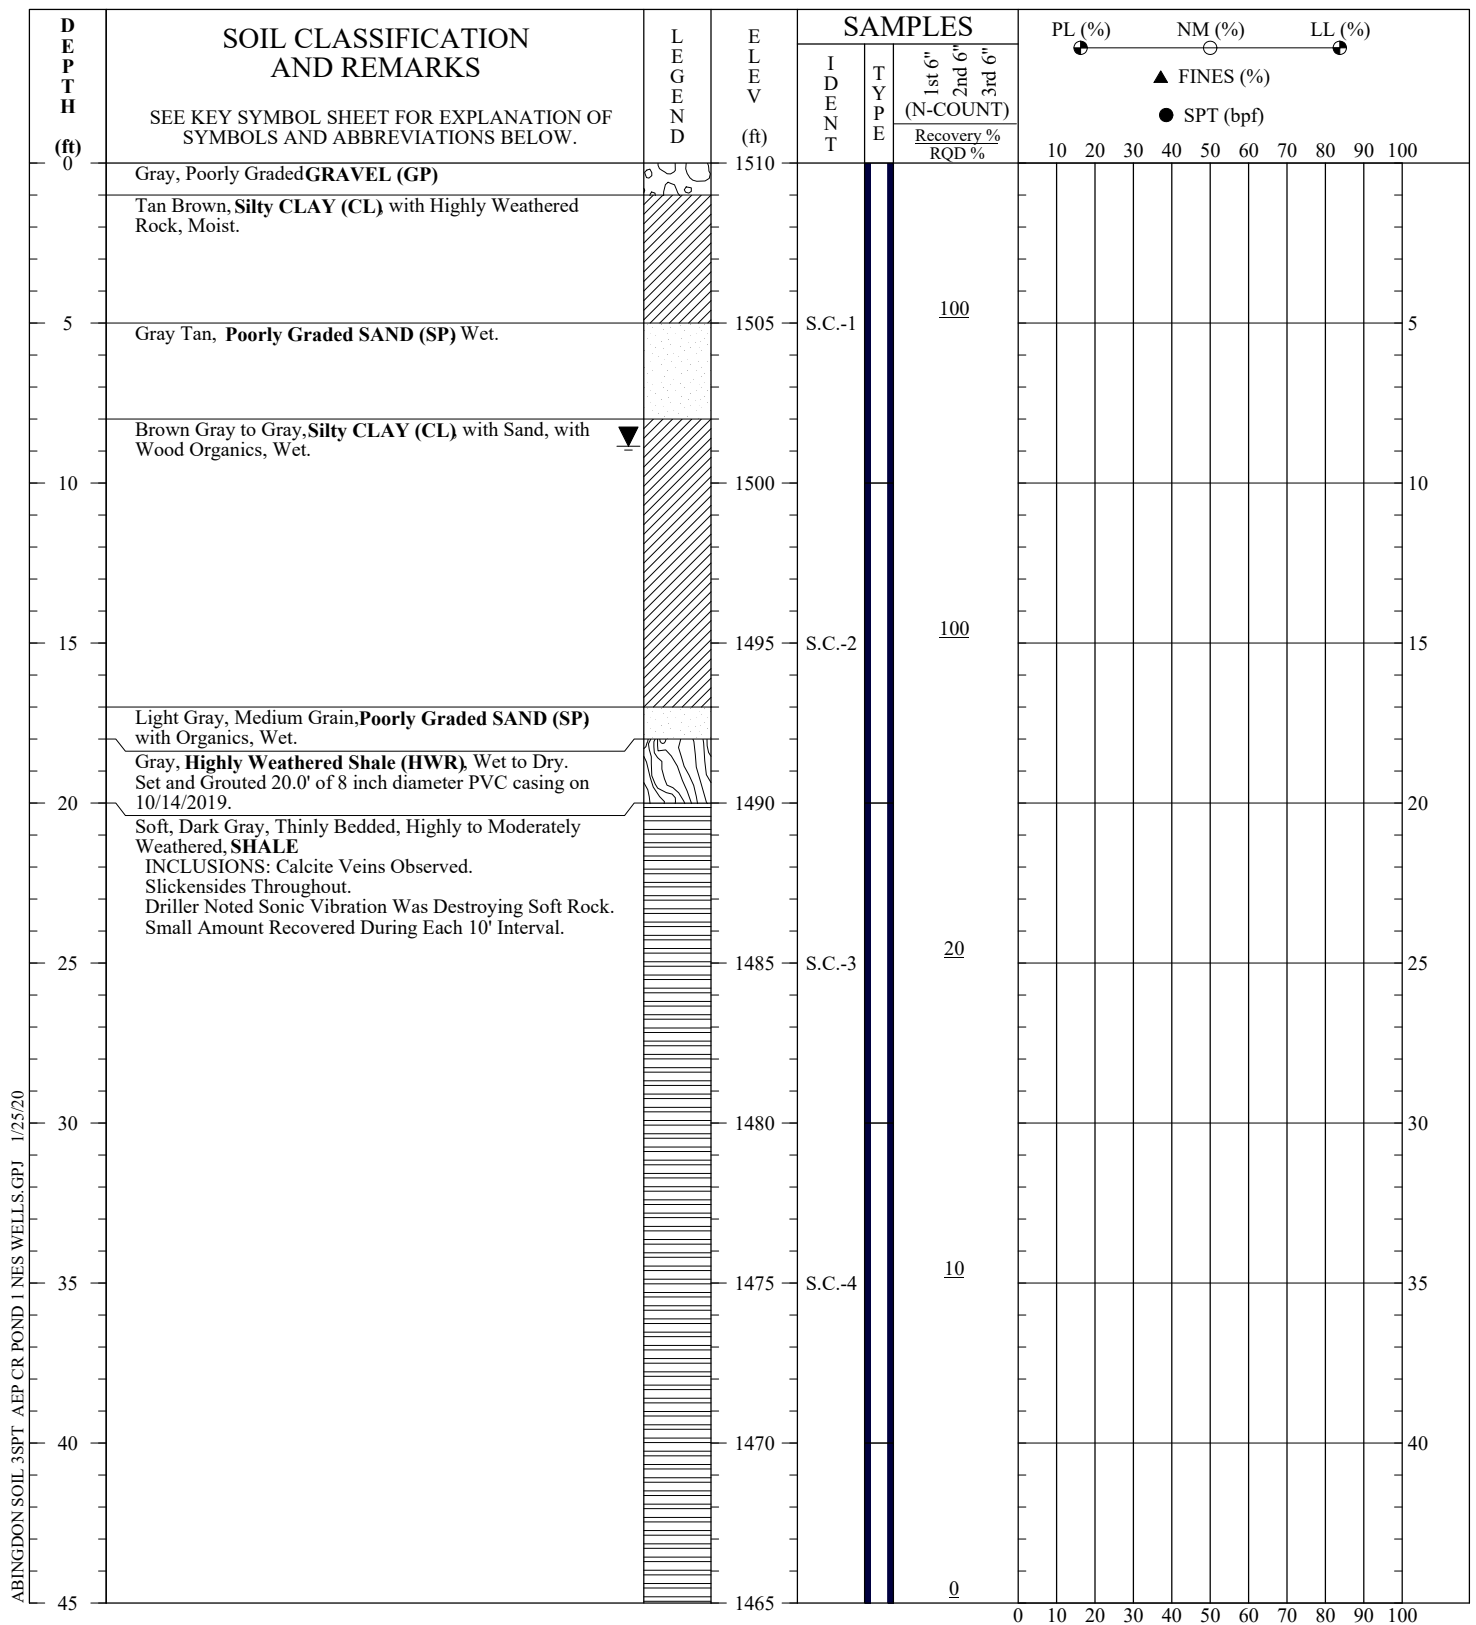 DEPTH
(ft)
SOIL CLASSIFICATION
AND REMARKS
SEE KEY SYMBOL SHEET FOR EXPLANATION OF
SYMBOLS AND ABBREVIATIONS BELOW.
LEGEND
ELEV
(ft)
SAMPLES
IDENT
TYPE
1st 6"
2nd 6"
3rd 6"
(N-COUNT)
Recovery %
RQD %
PL (%) NM (%) LL (%)
FINES (%)
SPT (bpf)
10 20 30 40 50 60 70 80 90 100
0 1510
Gray, Poorly Graded GRAVEL (GP)
Tan Brown, Silty CLAY (CL), with Highly Weathered
Rock, Moist.
100
5 1505 S.C.-1 5
Gray Tan, Poorly Graded SAND (SP), Wet.
Brown Gray to Gray, Silty CLAY (CL), with Sand, with
Wood Organics, Wet.
10 1500 10
100
15 1495 S.C.-2 15
Light Gray, Medium Grain, Poorly Graded SAND (SP),
with Organics, Wet.
Gray, Highly Weathered Shale (HWR), Wet to Dry.
Set and Grouted 20.0' of 8 inch diameter PVC casing on
10/14/2019.
20 1490 20
Soft, Dark Gray, Thinly Bedded, Highly to Moderately
Weathered, SHALE
INCLUSIONS: Calcite Veins Observed.
Slickensides Throughout.
Driller Noted Sonic Vibration Was Destroying Soft Rock.
Small Amount Recovered During Each 10' Interval.
20
25 1485 S.C.-3 25
30 1480 30
10
35 1475 S.C.-4 35
40 1470 40
0
45 1465
0 10 20 30 40 50 60 70 80 90 100
ABINGDON SOIL 3SPT AEP CR POND 1 NES WELLS.GPJ 1/25/20